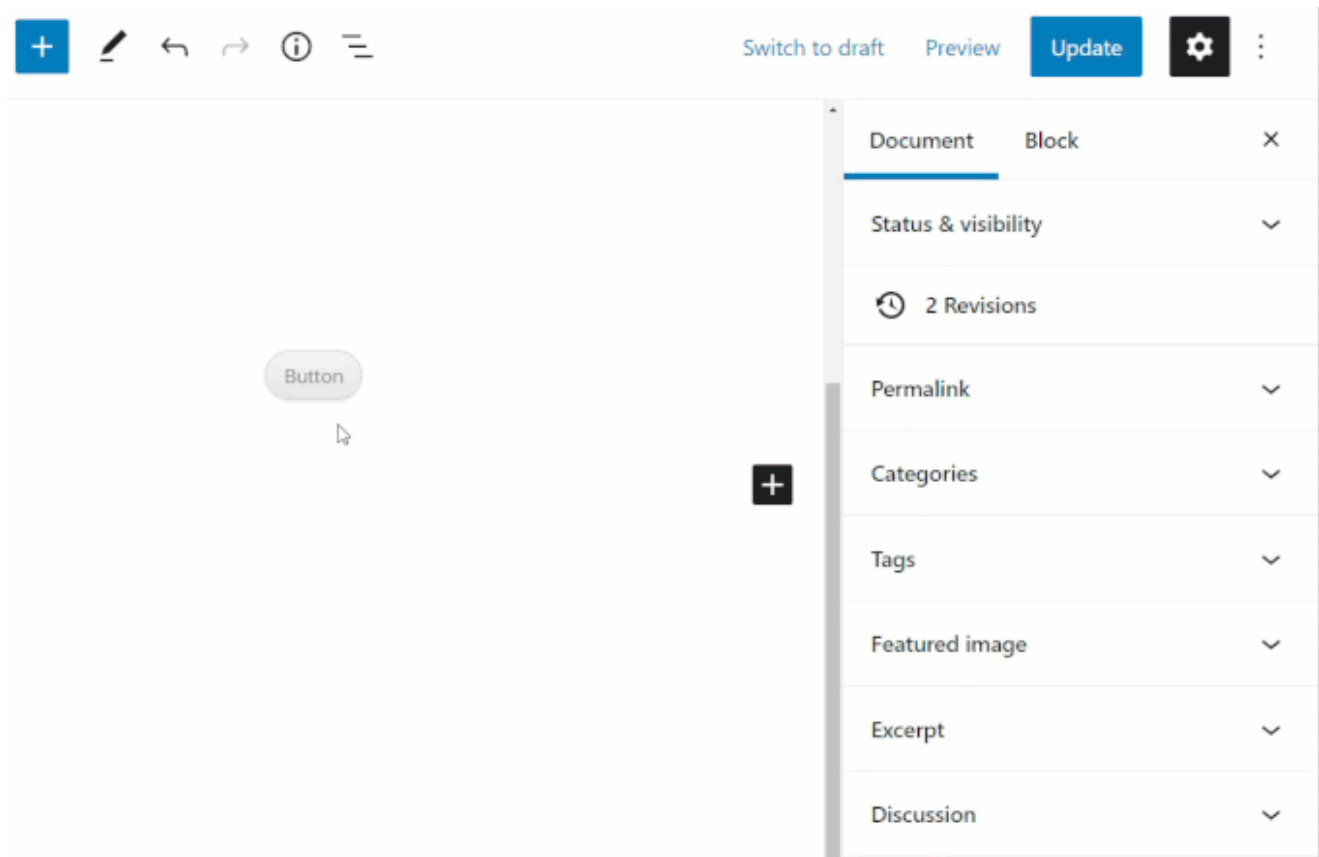 Switch to draft Preview Update
Document Block
Status & visibility
2 Revisions
Button
Permalink
Categories
Tags
Featured image
Excerpt
Discussion